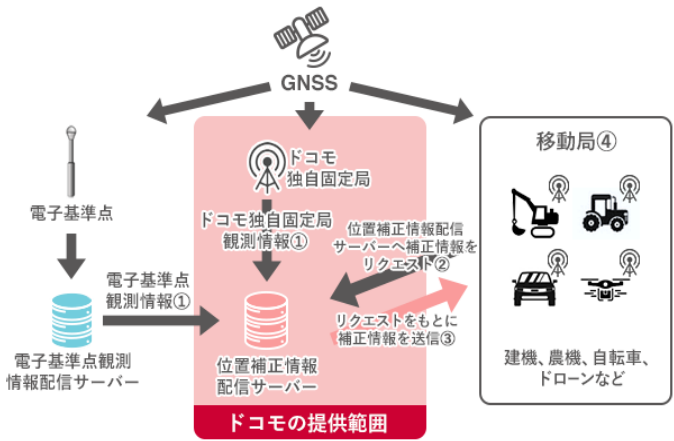 GNSS
電子基準点
電子基準点
観測情報①
電子基準点観測
情報配信サーバー
ドコモ
独自固定局
ドコモ独自固定局
観測情報①
位置補正情報配信
サーバーへ補正情報を
リクエスト②
リクエストをもとに
補正情報を送信③
位置補正情報
配信サーバー
ドコモの提供範囲
移動局④
建機、農機、自転車、
ドローンなど